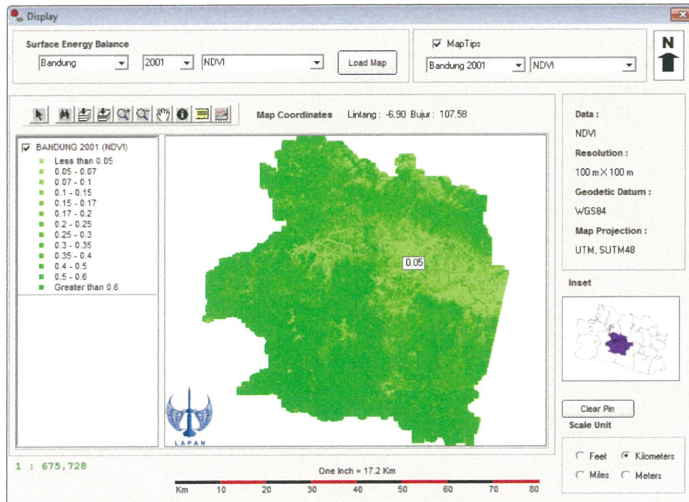 Display
Surface Energy Balance
Bandung
2001
NDVI
Load Map
MapTips
Bandung 2001
NDVI
N
Map Coordinates Lintang : -6.90 Bujur : 107.58
BANDUNG 2001 (NDVI)
Less than 0.05
0.05 - 0.07
0.07 - 0.1
0.1 - 0.15
0.15 - 0.17
0.17 - 0.2
0.2 - 0.25
0.25 - 0.3
0.3 - 0.35
0.35 - 0.4
0.4 - 0.5
0.5 - 0.6
Greater than 0.6
0.05
LAPAN
Data :
NDVI
Resolution :
100 m X 100 m
Geodetic Datum :
WGS84
Map Projection :
UTM, SUTM48
Inset
Clear Pin
Scale Unit
Feet Kilometers
Miles Meters
1 : 675,728
One Inch = 17.2 Km
Km 10 20 30 40 50 60 70 80